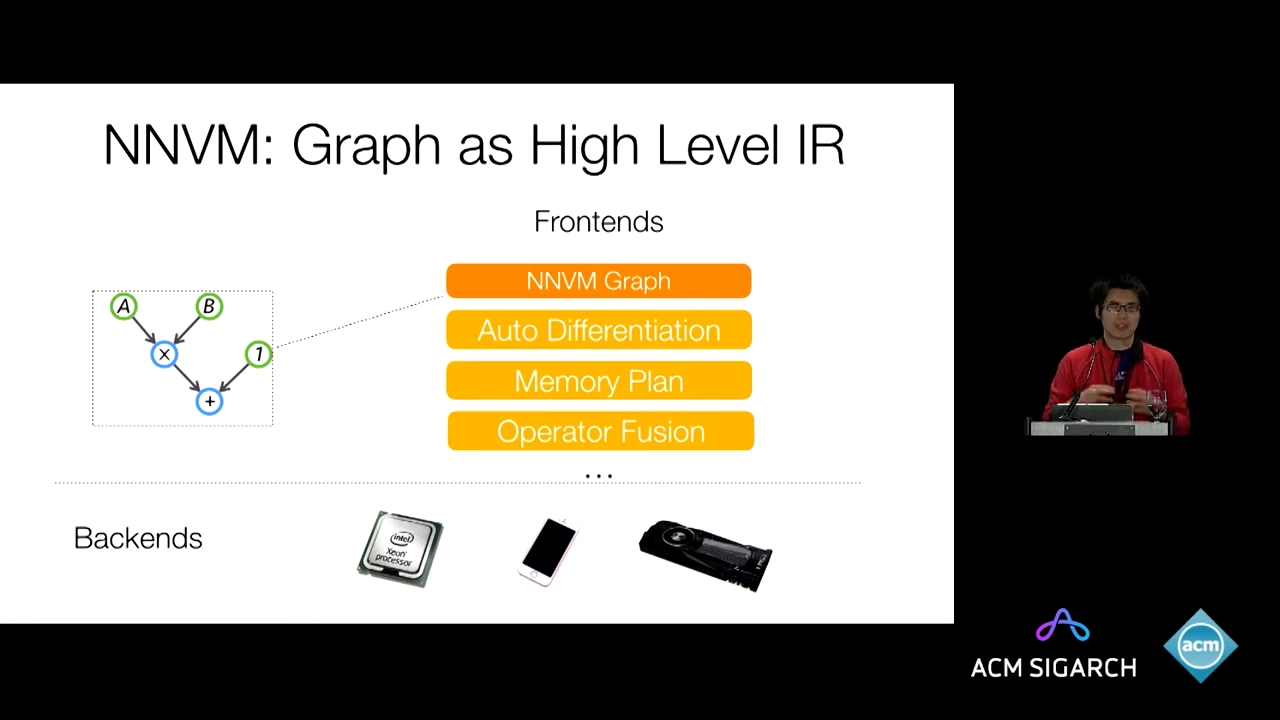 NNVM: Graph as High Level IR
Frontends
NNVM Graph
Auto Differentiation
Memory Plan
Operator Fusion
...
A
B
x
1
+
Backends
intel
Xeon
processor
ACM SIGARCH
acm